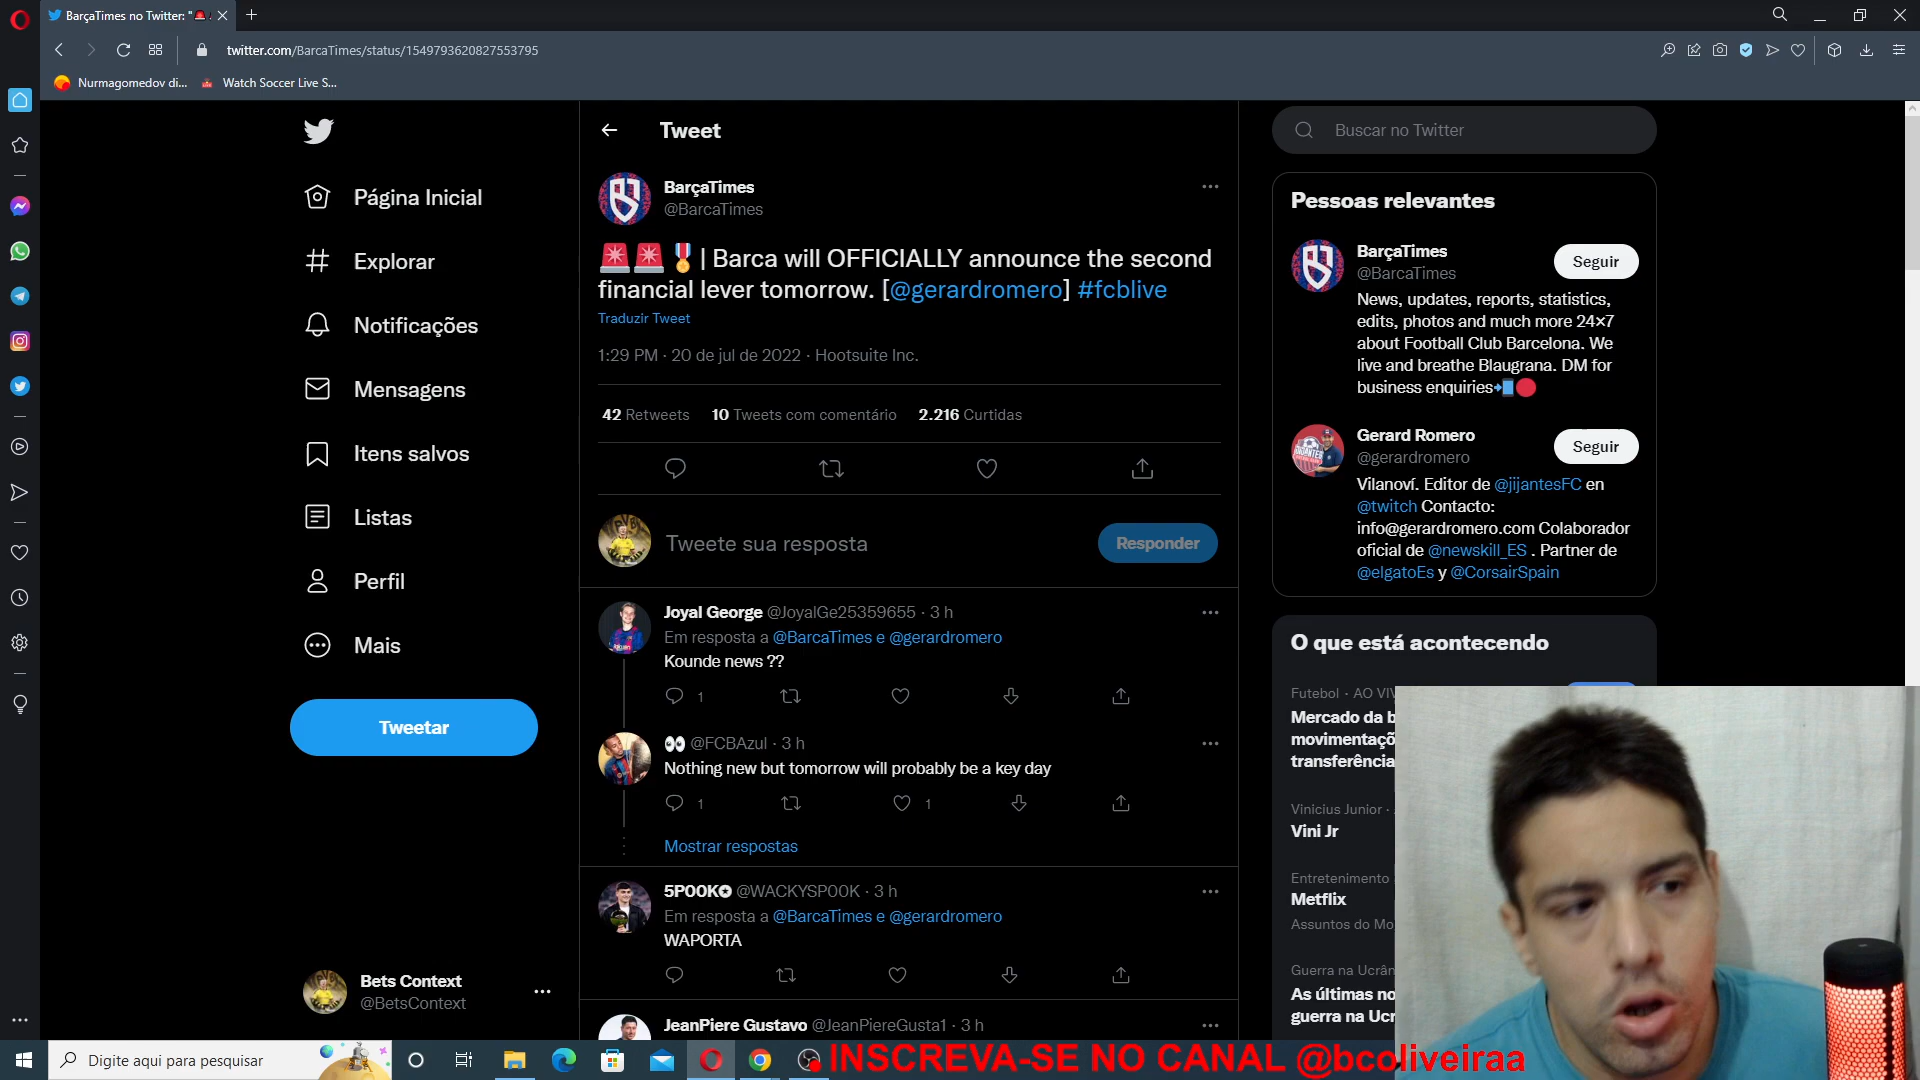 BarçaTimes no Twitter: "🚨
twitter.com/BarcaTimes/status/1549793620827553795
Nurmagomedov di...
Watch Soccer Live S...
Página Inicial
Explorar
Notificações
Mensagens
Itens salvos
Listas
Perfil
Mais
Tweetar
Bets Context
@BetsContext
Tweet
BarçaTimes
@BarcaTimes
🚨🚨🎖| Barca will OFFICIALLY announce the second
financial lever tomorrow. [@gerardromero] #fcblive
Traduzir Tweet
1:29 PM · 20 de jul de 2022 · Hootsuite Inc.
42 Retweets 10 Tweets com comentário 2.216 Curtidas
Tweete sua resposta
Responder
Joyal George @JoyalGe25359655 · 3 h
Em resposta a @BarcaTimes e @gerardromero
Kounde news ??
1
👀 @FCBAzul · 3 h
Nothing new but tomorrow will probably be a key day
1 1
Mostrar respostas
5P00K✪ @WACKYSP00K · 3 h
Em resposta a @BarcaTimes e @gerardromero
WAPORTA
JeanPiere Gustavo @JeanPiereGusta1 · 3 h
Buscar no Twitter
Pessoas relevantes
BarçaTimes
@BarcaTimes
Seguir
News, updates, reports, statistics,
edits, photos and much more 24×7
about Football Club Barcelona. We
live and breathe Blaugrana. DM for
business enquiries📲🔴
Gerard Romero
@gerardromero
Seguir
Vilanoví. Editor de @jijantesFC en
@twitch Contacto:
info@gerardromero.com Colaborador
oficial de @newskill_ES . Partner de
@elgatoEs y @CorsairSpain
O que está acontecendo
Futebol · AO VIV
Mercado da b
movimentaçõ
transferência
Vinicius Junior ·
Vini Jr
Entretenimento
Metflix
Assuntos do Mo
Guerra na Ucrân
As últimas no
guerra na Ucr
Digite aqui para pesquisar
INSCREVA-SE NO CANAL @bcoliveiraa